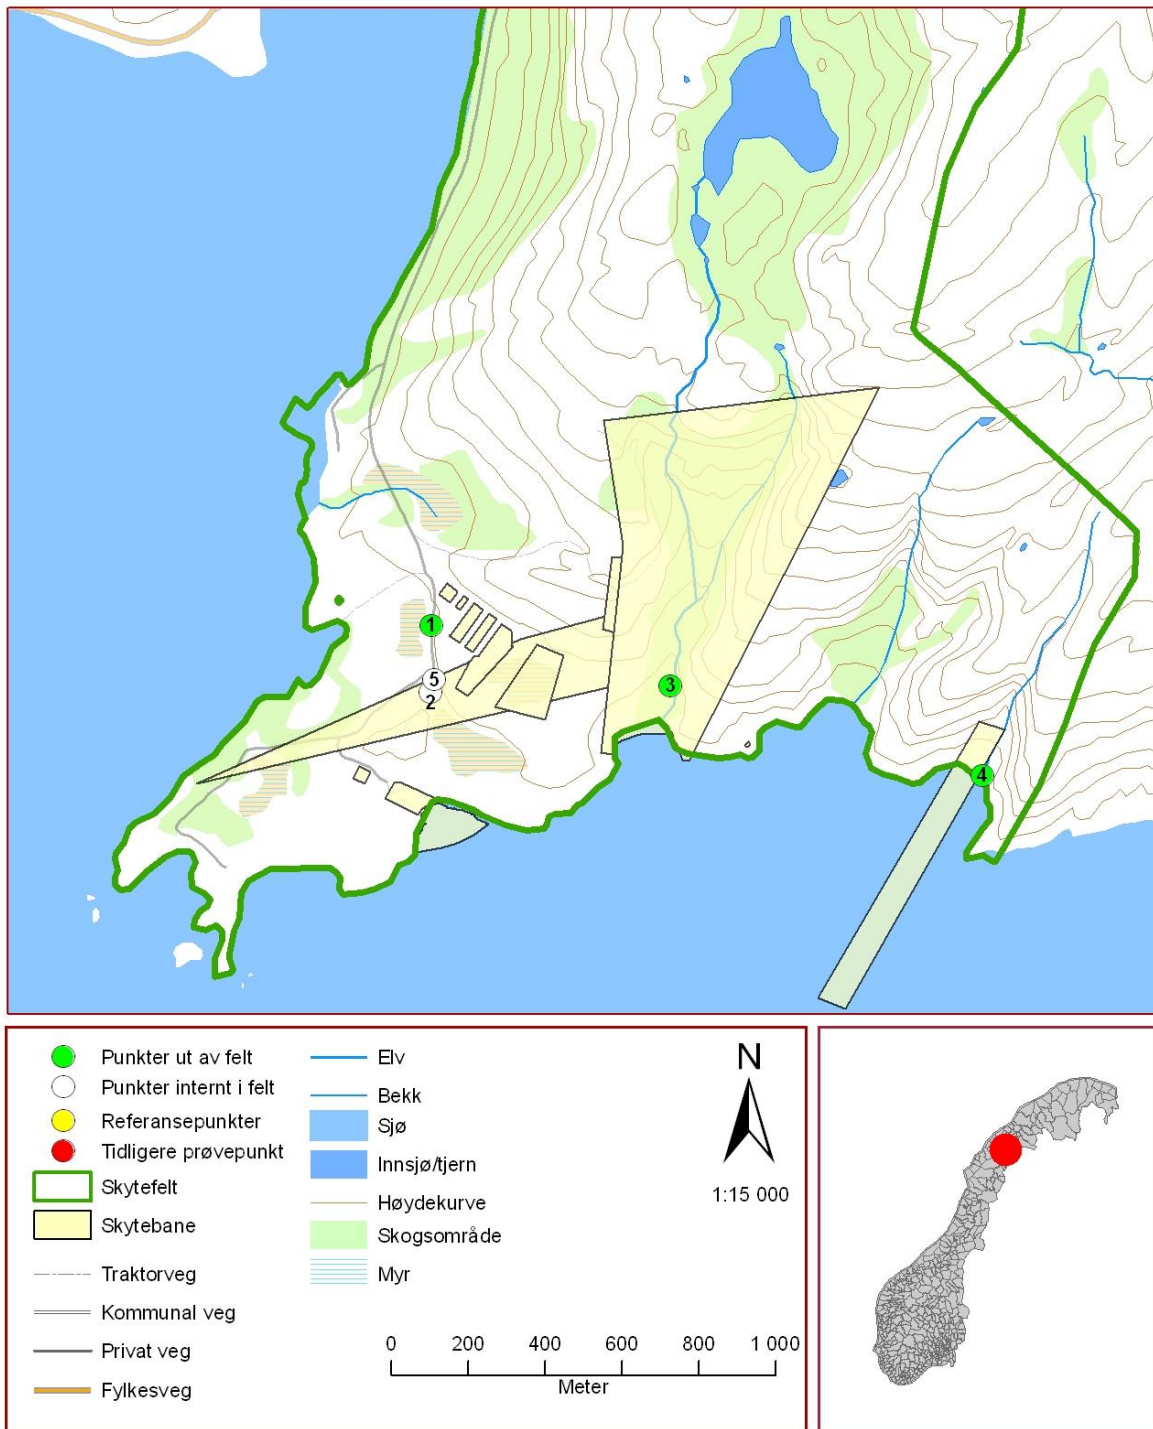 1
5
2
3
4
Punkter ut av felt
Punkter internt i felt
Referansepunkter
Tidligere prøvepunkt
Skytefelt
Skytebane
Traktorveg
Kommunal veg
Privat veg
Fylkesveg
Elv
Bekk
Sjø
Innsjø/tjern
Høydekurve
Skogsområde
Myr
N
1:15 000
0 200 400 600 800 1 000
Meter